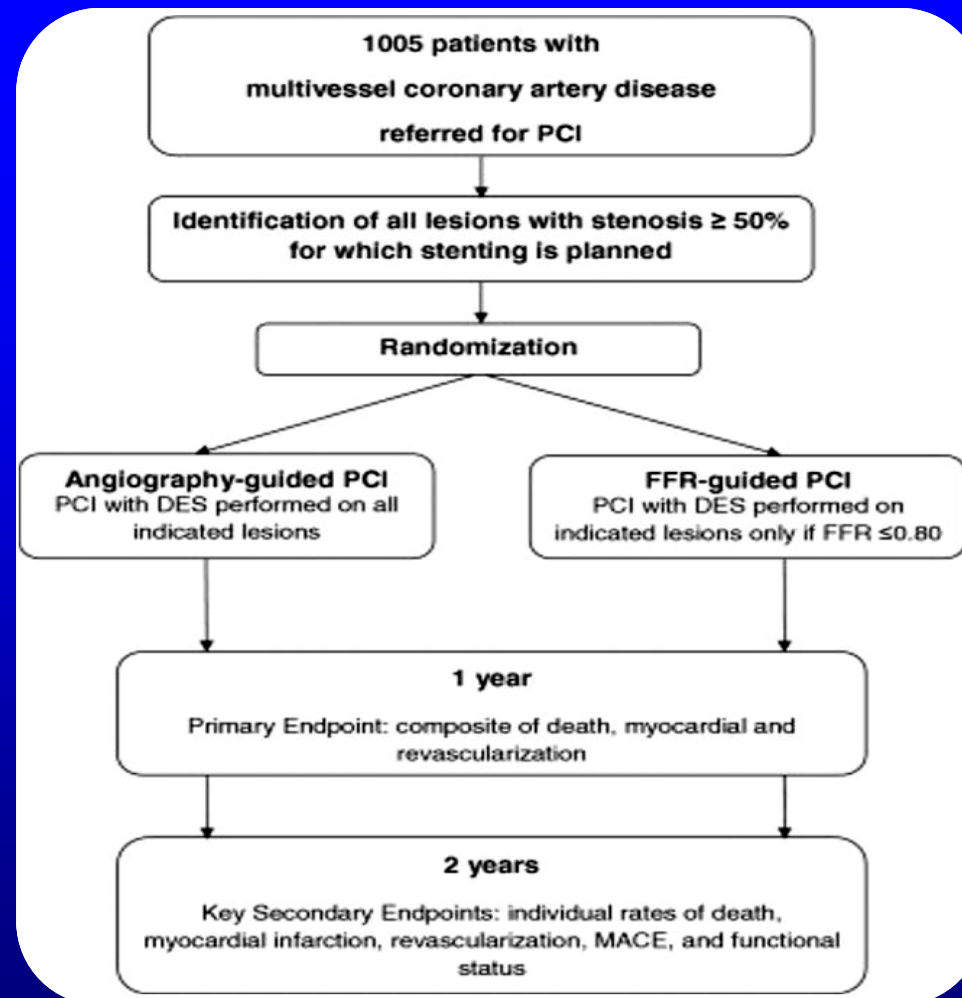 1005 patients with
multivessel coronary artery disease
referred for PCI
Identification of all lesions with stenosis ≥ 50%
for which stenting is planned
Randomization
Angiography-guided PCI
PCI with DES performed on all
indicated lesions
FFR-guided PCI
PCI with DES performed on
indicated lesions only if FFR ≤0.80
1 year
Primary Endpoint: composite of death, myocardial and
revascularization
2 years
Key Secondary Endpoints: individual rates of death,
myocardial infarction, revascularization, MACE, and functional
status